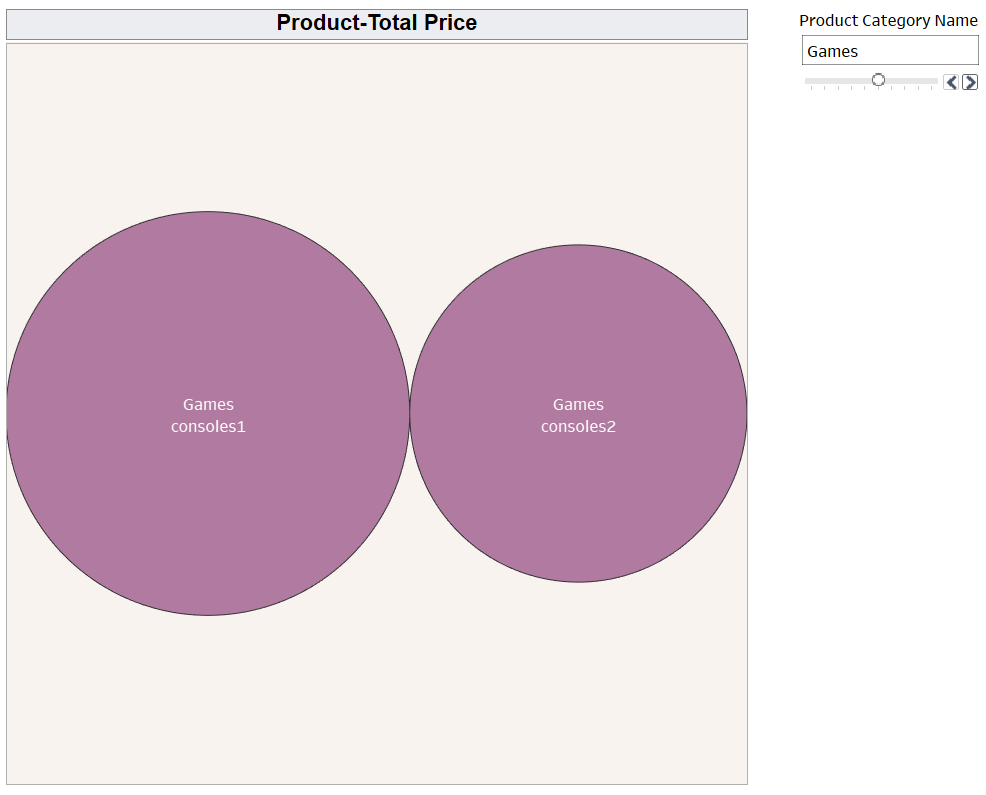 Product-Total Price
Product Category Name
Games
Games
consoles1
Games
consoles2